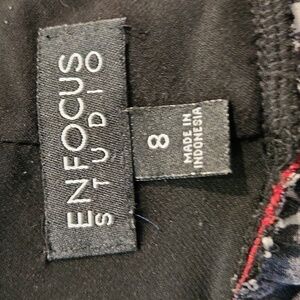 ENFOCUS
STUDIO
8
MADE IN
INDONESIA